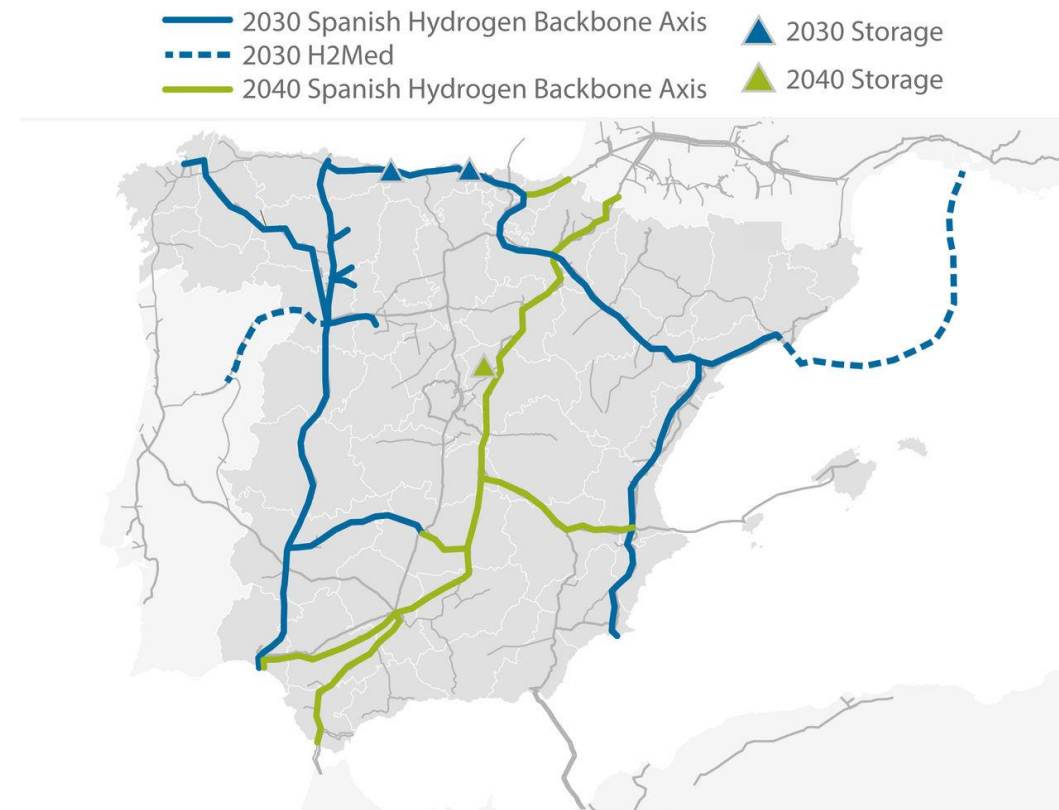 2030 Spanish Hydrogen Backbone Axis
2030 H2Med
2040 Spanish Hydrogen Backbone Axis
2030 Storage
2040 Storage